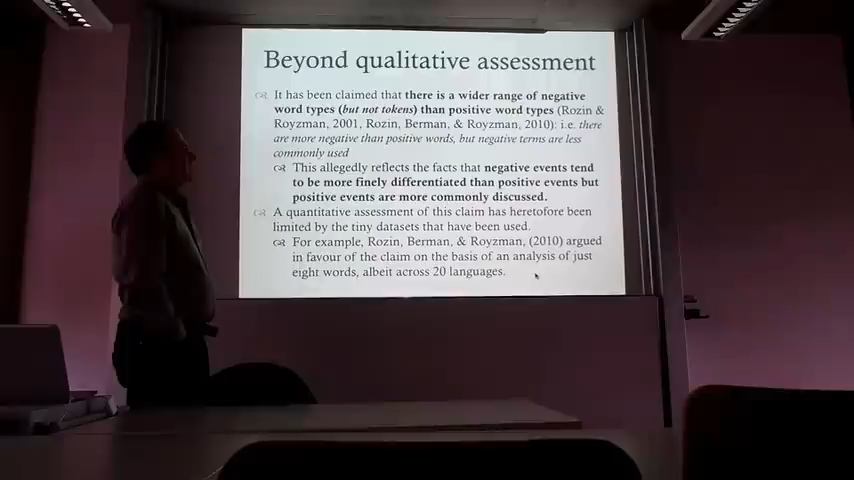 Beyond qualitative assessment
It has been claimed that there is a wider range of negative
word types (but not tokens) than positive word types (Rozin &
Royzman, 2001, Rozin, Berman, & Royzman, 2010): i.e. there
are more negative than positive words, but negative terms are less
commonly used
This allegedly reflects the facts that negative events tend
to be more finely differentiated than positive events but
positive events are more commonly discussed.
A quantitative assessment of this claim has heretofore been
limited by the tiny datasets that have been used.
For example, Rozin, Berman, & Royzman, (2010) argued
in favour of the claim on the basis of an analysis of just
eight words, albeit across 20 languages.